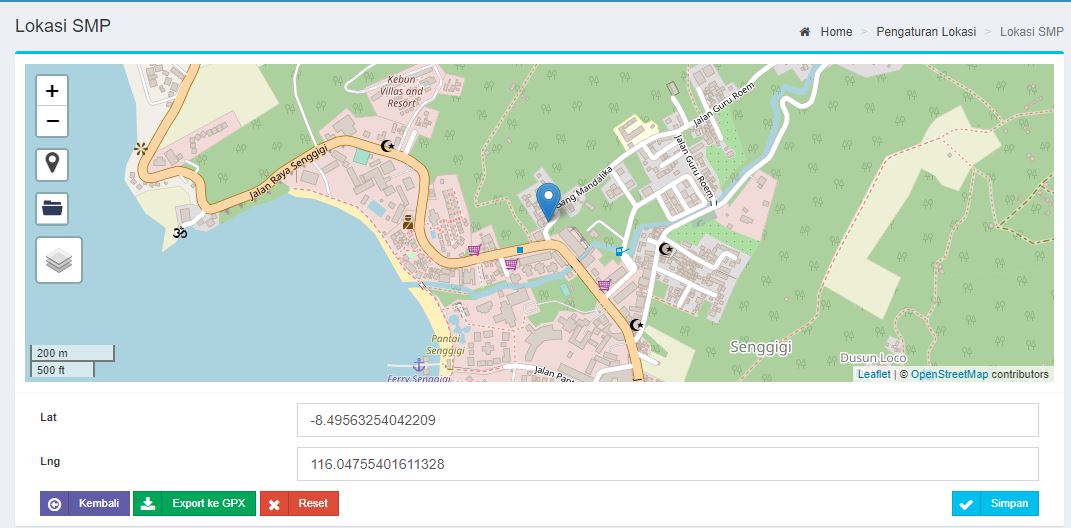 Lokasi SMP
Home > Pengaturan Lokasi > Lokasi SMP
+
−
Kebun
Villas and
Resort
Jalan Guru Roem
Jalan Raya Senggigi
Jalan Guru Roem
Gang Mandalika
Pantai
Senggigi
Senggigi
Dusun Loco
200 m
500 ft
Ferry Senggigi
Leaflet | © OpenStreetMap contributors
Lat
-8.49563254042209
Lng
116.04755401611328
Kembali
Export ke GPX
Reset
Simpan